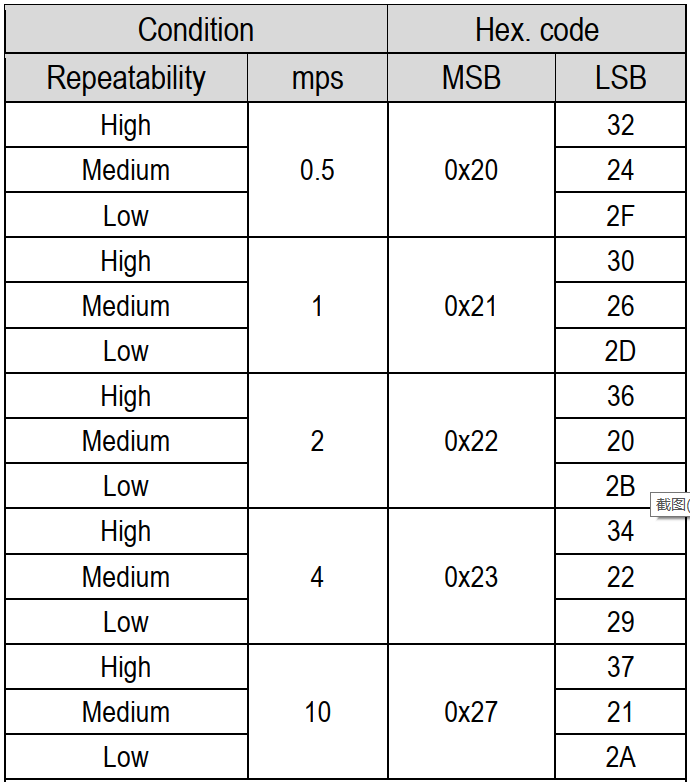 Condition Hex. code
Repeatability mps MSB LSB
High 32
Medium 0.5 0x20 24
Low 2F
High 30
Medium 1 0x21 26
Low 2D
High 36
Medium 2 0x22 20
Low 2B
截图(
High 34
Medium 4 0x23 22
Low 29
High 37
Medium 10 0x27 21
Low 2A